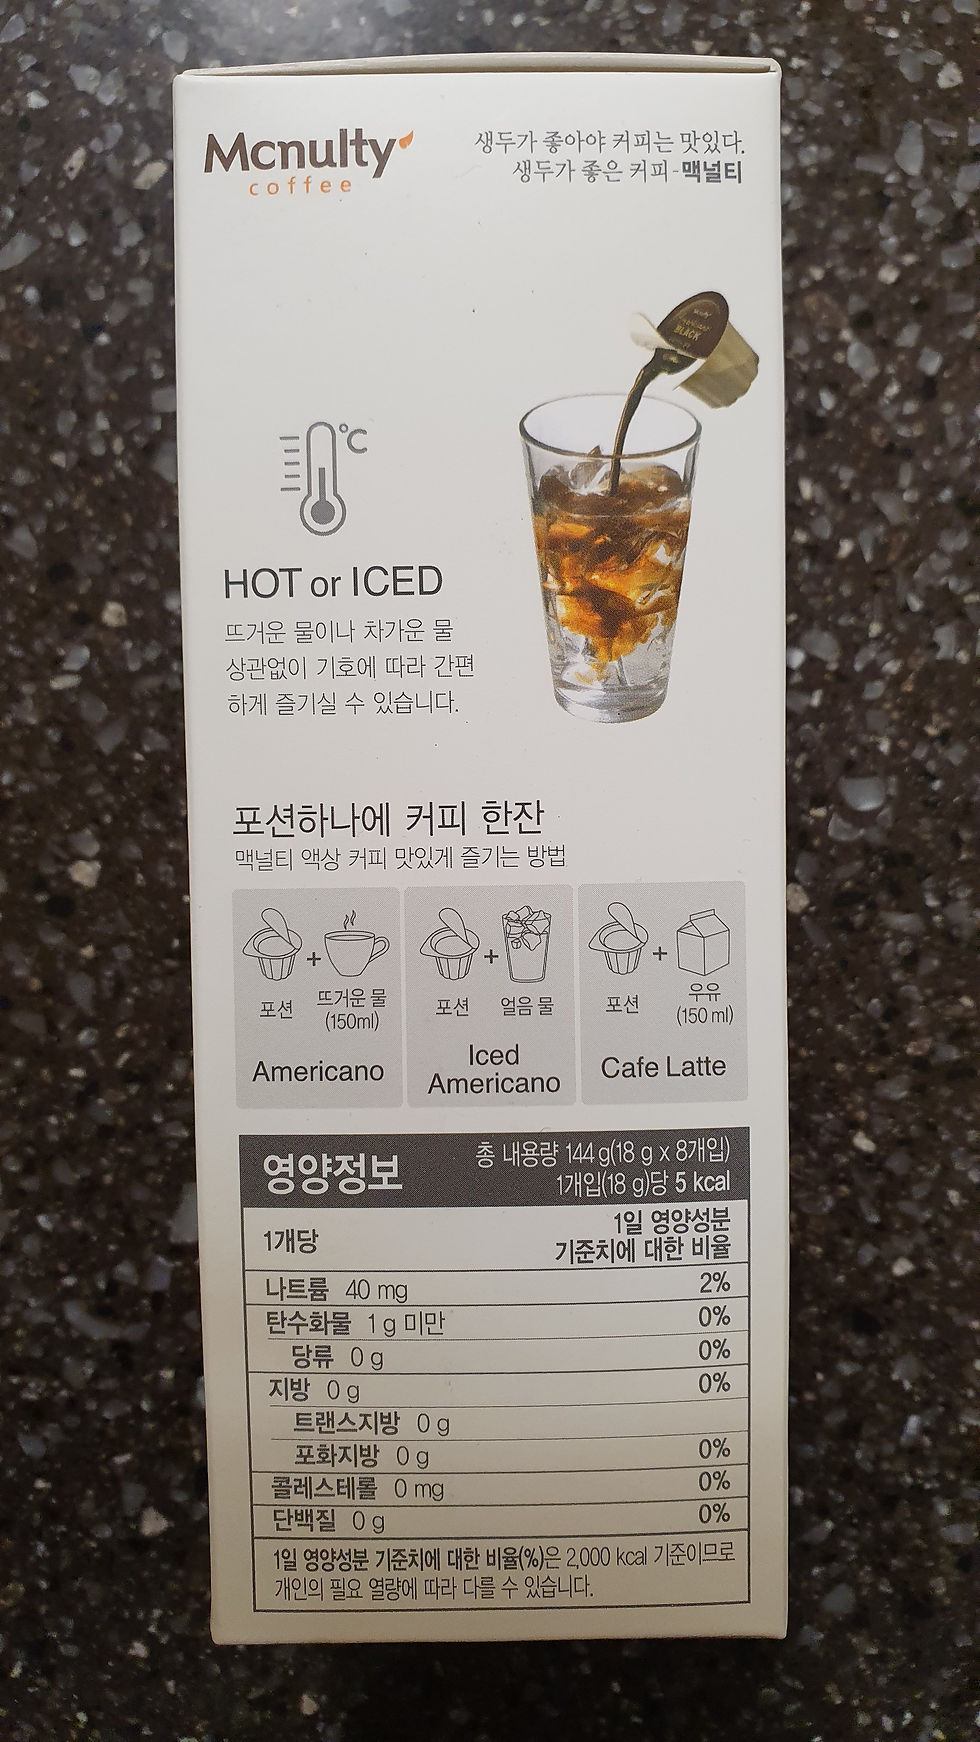 Mcnulty
coffee
생두가 좋아야 커피는 맛있다.
생두가 좋은 커피-맥널티
BLACK
°C
HOT or ICED
뜨거운 물이나 차가운 물
상관없이 기호에 따라 간편
하게 즐기실 수 있습니다.
포션하나에 커피 한잔
맥널티 액상 커피 맛있게 즐기는 방법
포션 + 뜨거운 물
(150ml)
Americano
포션 + 얼음 물
Iced
Americano
포션 + 우유
(150 ml)
Cafe Latte
영양정보
총 내용량 144 g(18 g x 8개입)
1개입(18 g)당 5 kcal
1개당
1일 영양성분
기준치에 대한 비율
나트륨 40 mg 2%
탄수화물 1 g 미만 0%
당류 0 g 0%
지방 0 g 0%
트랜스지방 0 g
포화지방 0 g 0%
콜레스테롤 0 mg 0%
단백질 0 g 0%
1일 영양성분 기준치에 대한 비율(%)은 2,000 kcal 기준이므로
개인의 필요 열량에 따라 다를 수 있습니다.